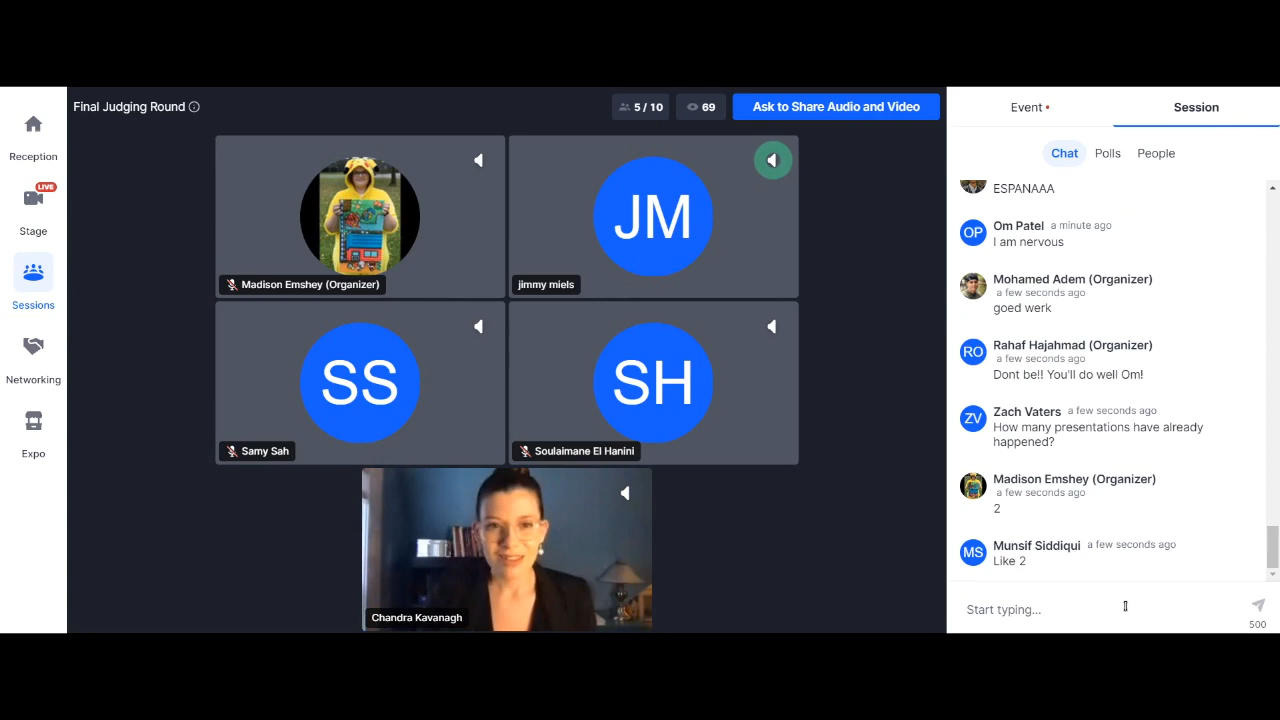 Final Judging Round
5 / 10
69
Ask to Share Audio and Video
Event
Session
Reception
LIVE
Stage
Sessions
Networking
Expo
Madison Emshey (Organizer)
JM
jimmy miels
SS
Samy Sah
SH
Soulaimane El Hanini
Chandra Kavanagh
Chat
Polls
People
ESPANAAA
OP
Om Patel a minute ago
I am nervous
Mohamed Adem (Organizer)
a few seconds ago
goed werk
RO
Rahaf Hajahmad (Organizer)
a few seconds ago
Dont be!! You'll do well Om!
ZV
Zach Vaters a few seconds ago
How many presentations have already
happened?
Madison Emshey (Organizer)
a few seconds ago
2
MS
Munsif Siddiqui a few seconds ago
Like 2
Start typing...
500